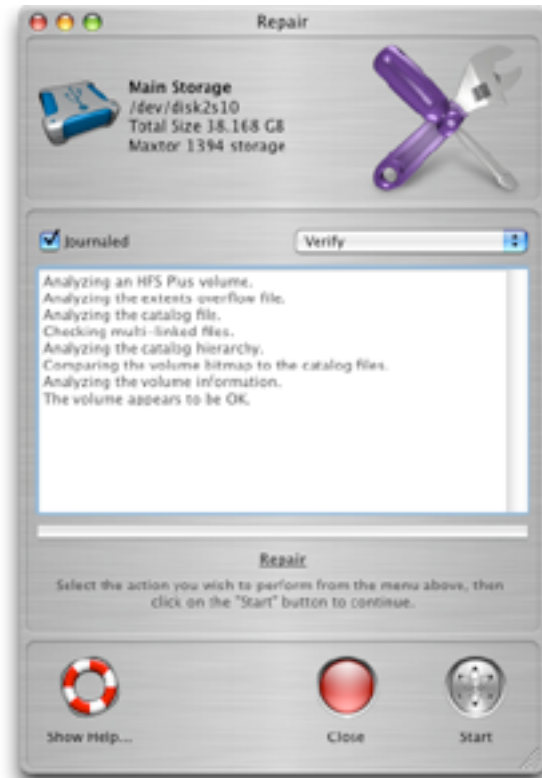 Repair
Main Storage
/dev/disk2s10
Total Size 38.168 GB
Maxtor 1394 storage
Journaled
Verify
Analyzing an HFS Plus volume.
Analyzing the extents overflow file.
Analyzing the catalog file.
Checking multi-linked files.
Analyzing the catalog hierarchy.
Comparing the volume bitmap to the catalog files.
Analyzing the volume information.
The volume appears to be OK.
Repair
Select the action you wish to perform from the menu above, then
click on the "Start" button to continue.
Show Help...
Close
Start